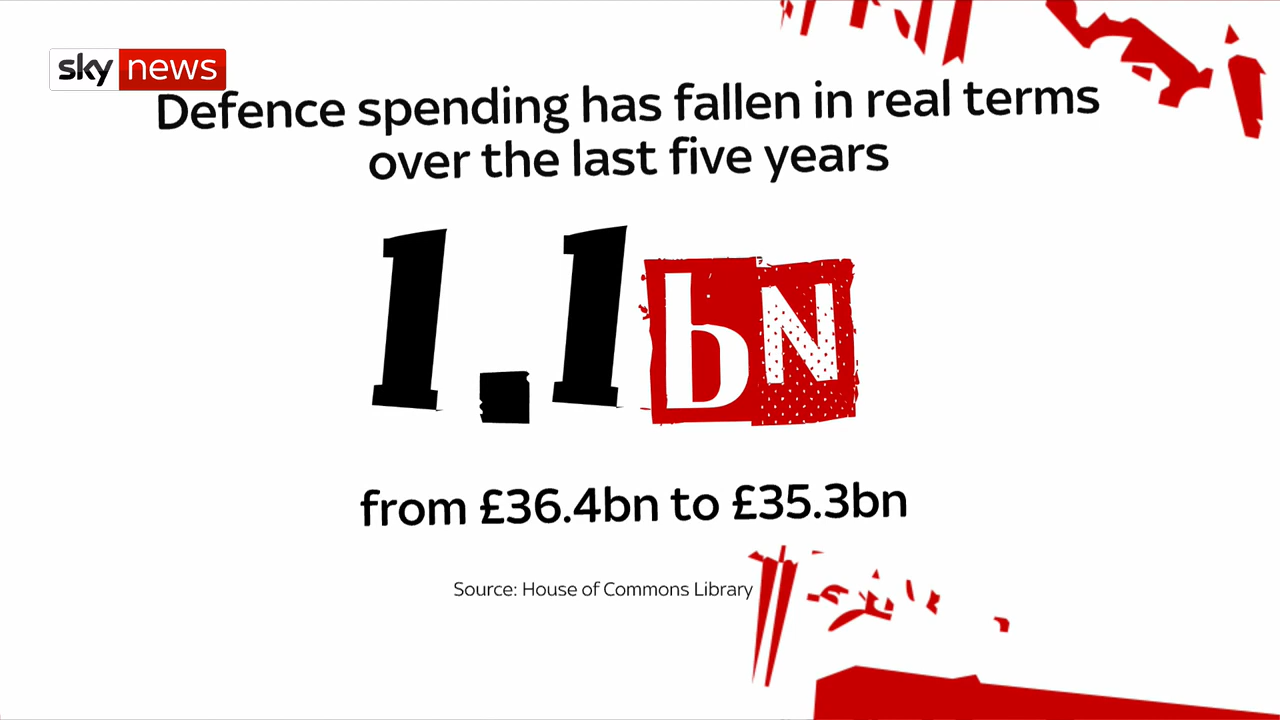 sky news
Defence spending has fallen in real terms
over the last five years
1.1bN
from £36.4bn to £35.3bn
Source: House of Commons Library